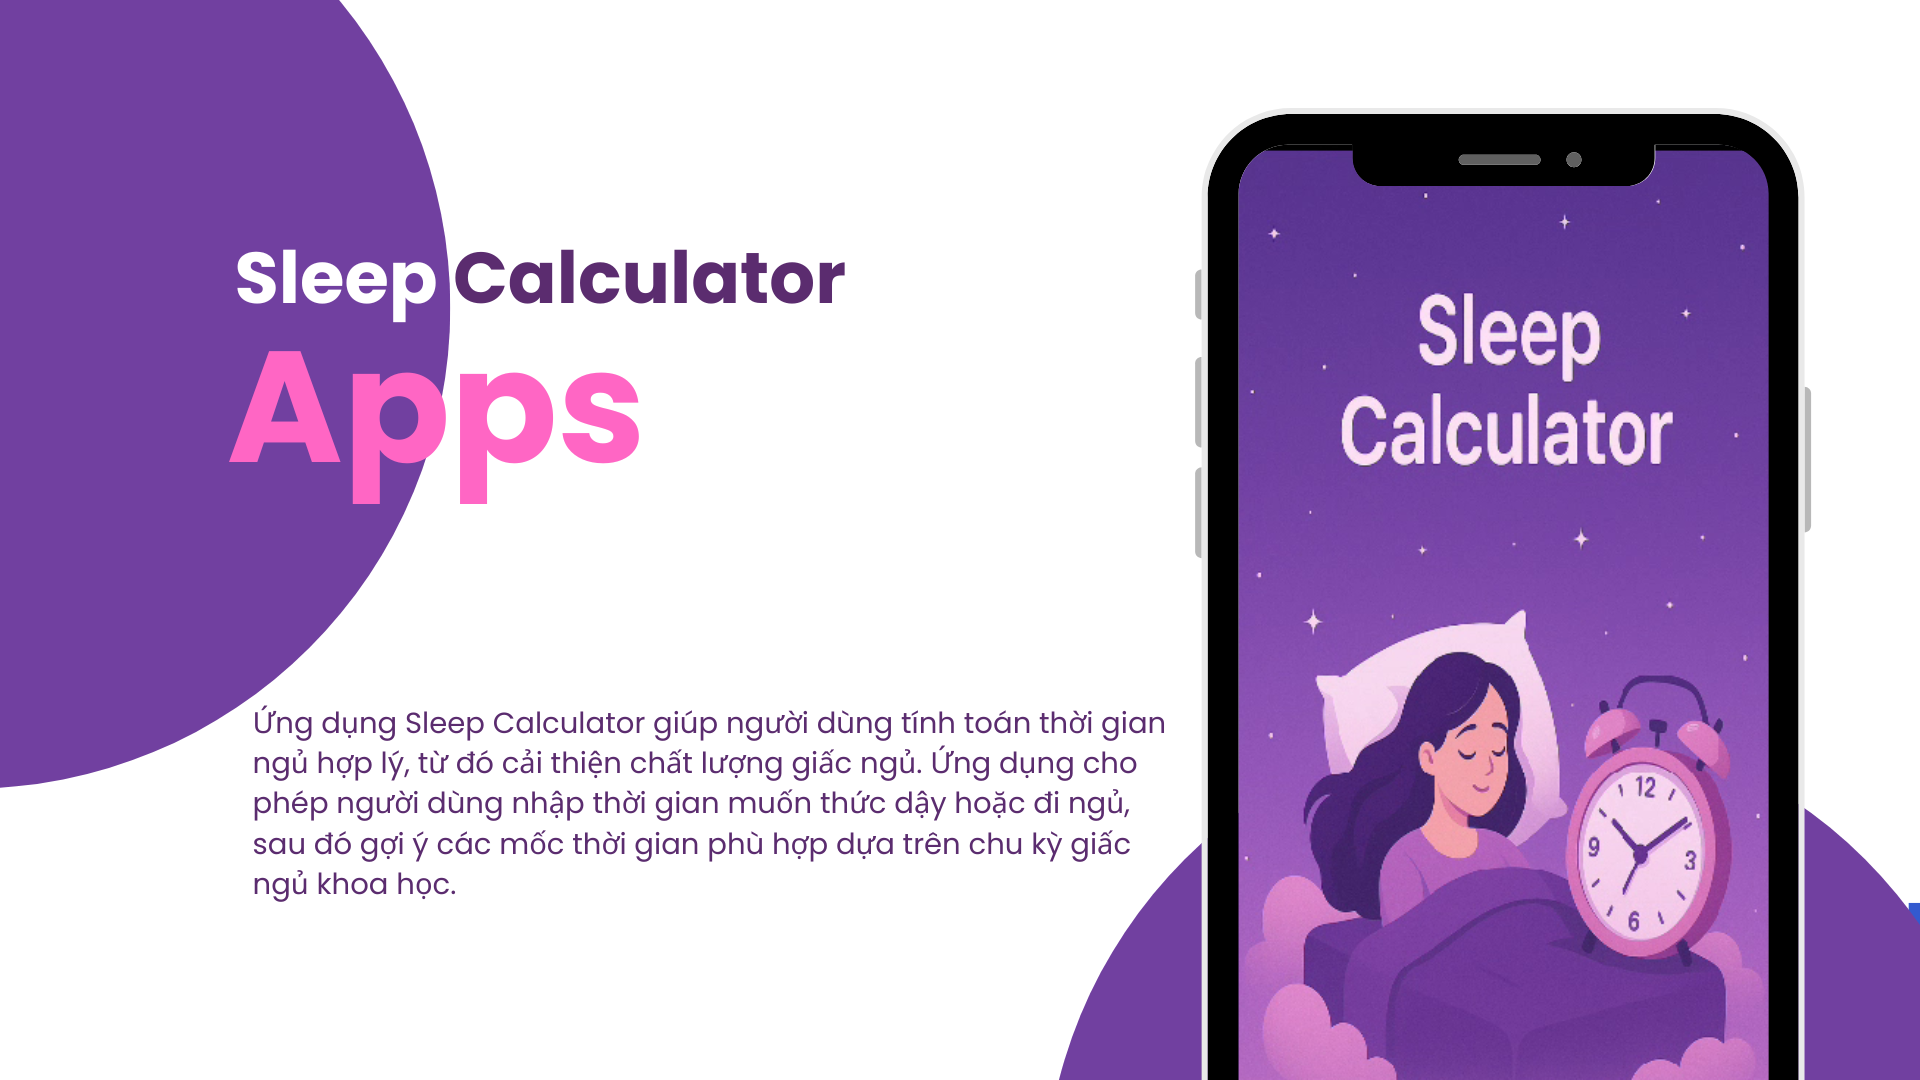 Sleep Calculator
Apps
Ứng dụng Sleep Calculator giúp người dùng tính toán thời gian
ngủ hợp lý, từ đó cải thiện chất lượng giấc ngủ. Ứng dụng cho
phép người dùng nhập thời gian muốn thức dậy hoặc đi ngủ,
sau đó gợi ý các mốc thời gian phù hợp dựa trên chu kỳ giấc
ngủ khoa học.
Sleep
Calculator
12
9
3
6